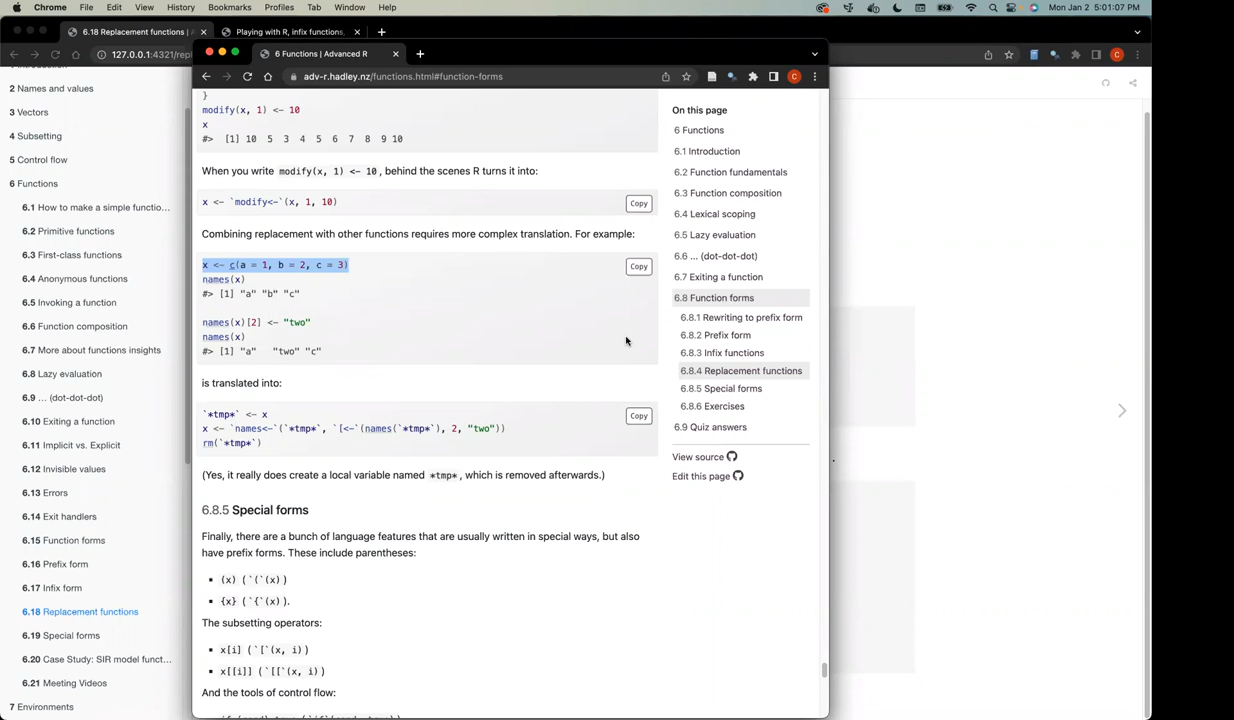 Chrome File Edit View History Bookmarks Profiles Tab Window Help Mon Jan 2 5:01:07 PM
6.18 Replacement functions | A
Playing with R, infix functions,
127.0.0.1:4321/repl
2 Names and values
3 Vectors
4 Subsetting
5 Control flow
6 Functions
6.1 How to make a simple functio...
6.2 Primitive functions
6.3 First-class functions
6.4 Anonymous functions
6.5 Invoking a function
6.6 Function composition
6.7 More about functions insights
6.8 Lazy evaluation
6.9 ... (dot-dot-dot)
6.10 Exiting a function
6.11 Implicit vs. Explicit
6.12 Invisible values
6.13 Errors
6.14 Exit handlers
6.15 Function forms
6.16 Prefix form
6.17 Infix form
6.18 Replacement functions
6.19 Special forms
6.20 Case Study: SIR model funct...
6.21 Meeting Videos
7 Environments
6 Functions | Advanced R
adv-r.hadley.nz/functions.html#function-forms
C
C
}
modify(x, 1) <- 10
x
#> [1] 10 5 3 4 5 6 7 8 9 10
When you write modify(x, 1) <- 10, behind the scenes R turns it into:
x <- `modify<-`(x, 1, 10)
Copy
Combining replacement with other functions requires more complex translation. For example:
x <- c(a = 1, b = 2, c = 3)
Copy
names(x)
#> [1] "a" "b" "c"
names(x)[2] <- "two"
names(x)
#> [1] "a" "two" "c"
is translated into:
`*tmp*` <- x
Copy
x <- `names<-`(`*tmp*`, `[<-`(names(`*tmp*`), 2, "two"))
rm(`*tmp*`)
(Yes, it really does create a local variable named *tmp*, which is removed afterwards.)
6.8.5 Special forms
Finally, there are a bunch of language features that are usually written in special ways, but also
have prefix forms. These include parentheses:
(x) (`(`(x))
{x} (`{`(x)).
The subsetting operators:
x[i] (`[`(x, i))
x[[i]] (`[[`(x, i))
And the tools of control flow:
On this page
6 Functions
6.1 Introduction
6.2 Function fundamentals
6.3 Function composition
6.4 Lexical scoping
6.5 Lazy evaluation
6.6 ... (dot-dot-dot)
6.7 Exiting a function
6.8 Function forms
6.8.1 Rewriting to prefix form
6.8.2 Prefix form
6.8.3 Infix functions
6.8.4 Replacement functions
6.8.5 Special forms
6.8.6 Exercises
6.9 Quiz answers
View source
Edit this page